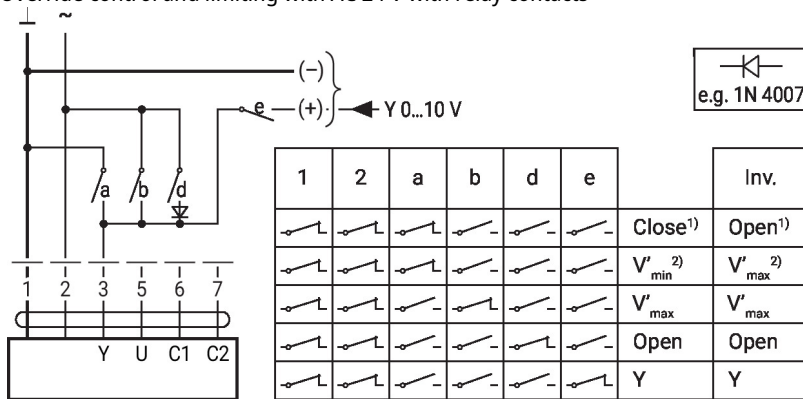 Override control and limiting with AC 24 V with relay contacts
⊥ ~
(–)
e (+) Y 0...10 V
e.g. 1N 4007
a b d
1 2 3 5 6 7
Y U C1 C2
1 2 a b d e Inv.
Close¹⁾ Open¹⁾
V'min²⁾ V'max²⁾
V'max V'max
Open Open
Y Y